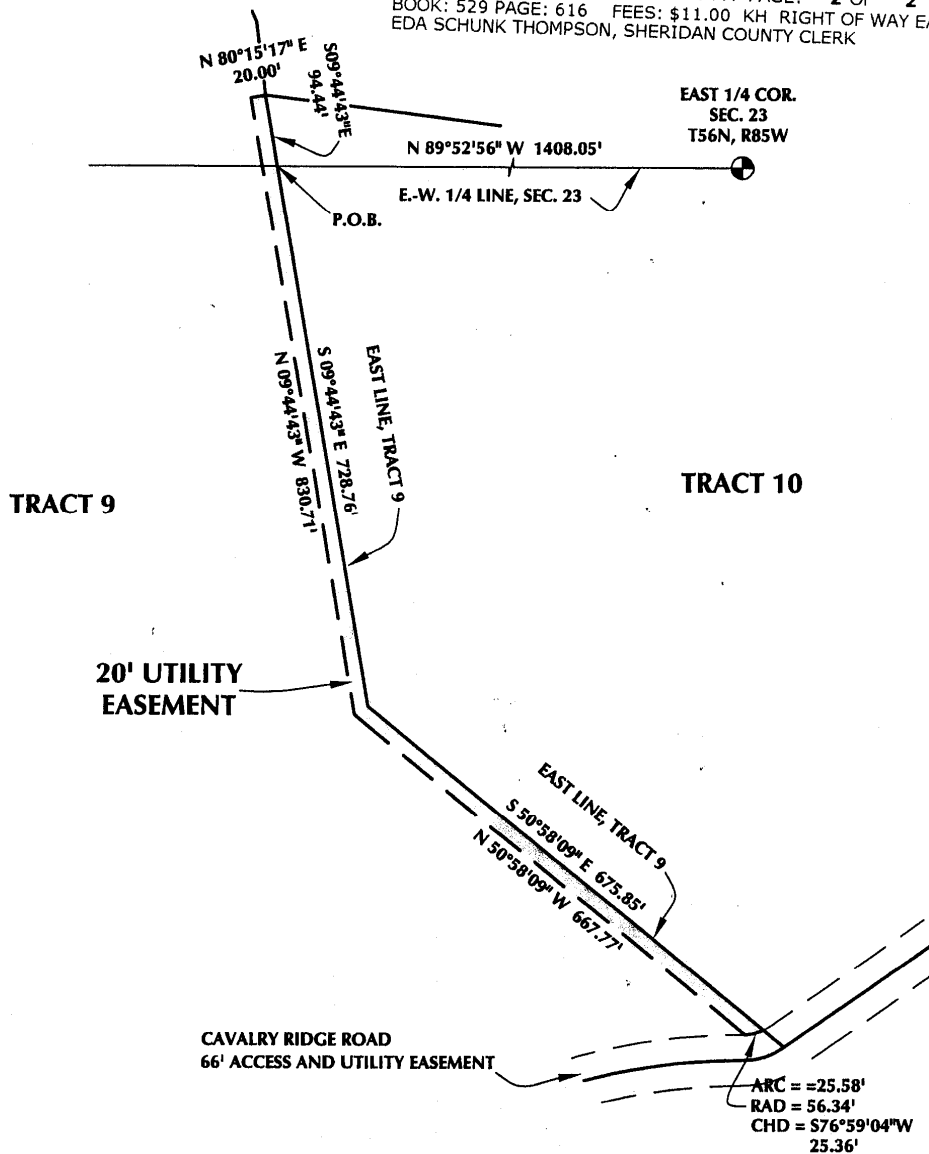 BOOK: 529 PAGE: 616 FEES: $11.00 KH RIGHT OF WAY EA
EDA SCHUNK THOMPSON, SHERIDAN COUNTY CLERK
N 80°15'17" E
20.00'
S09°44'43"E
94.44'
EAST 1/4 COR.
SEC. 23
T56N, R85W
N 89°52'56" W 1408.05'
E.-W. 1/4 LINE, SEC. 23
P.O.B.
N 09°44'43" W 830.71'
S 09°44'43" E 728.76'
EAST LINE, TRACT 9
TRACT 9
TRACT 10
20' UTILITY
EASEMENT
EAST LINE, TRACT 9
S 50°58'09" E 675.85'
N 50°58'09" W 667.77'
CAVALRY RIDGE ROAD
66' ACCESS AND UTILITY EASEMENT
ARC = =25.58'
RAD = 56.34'
CHD = S76°59'04"W
25.36'